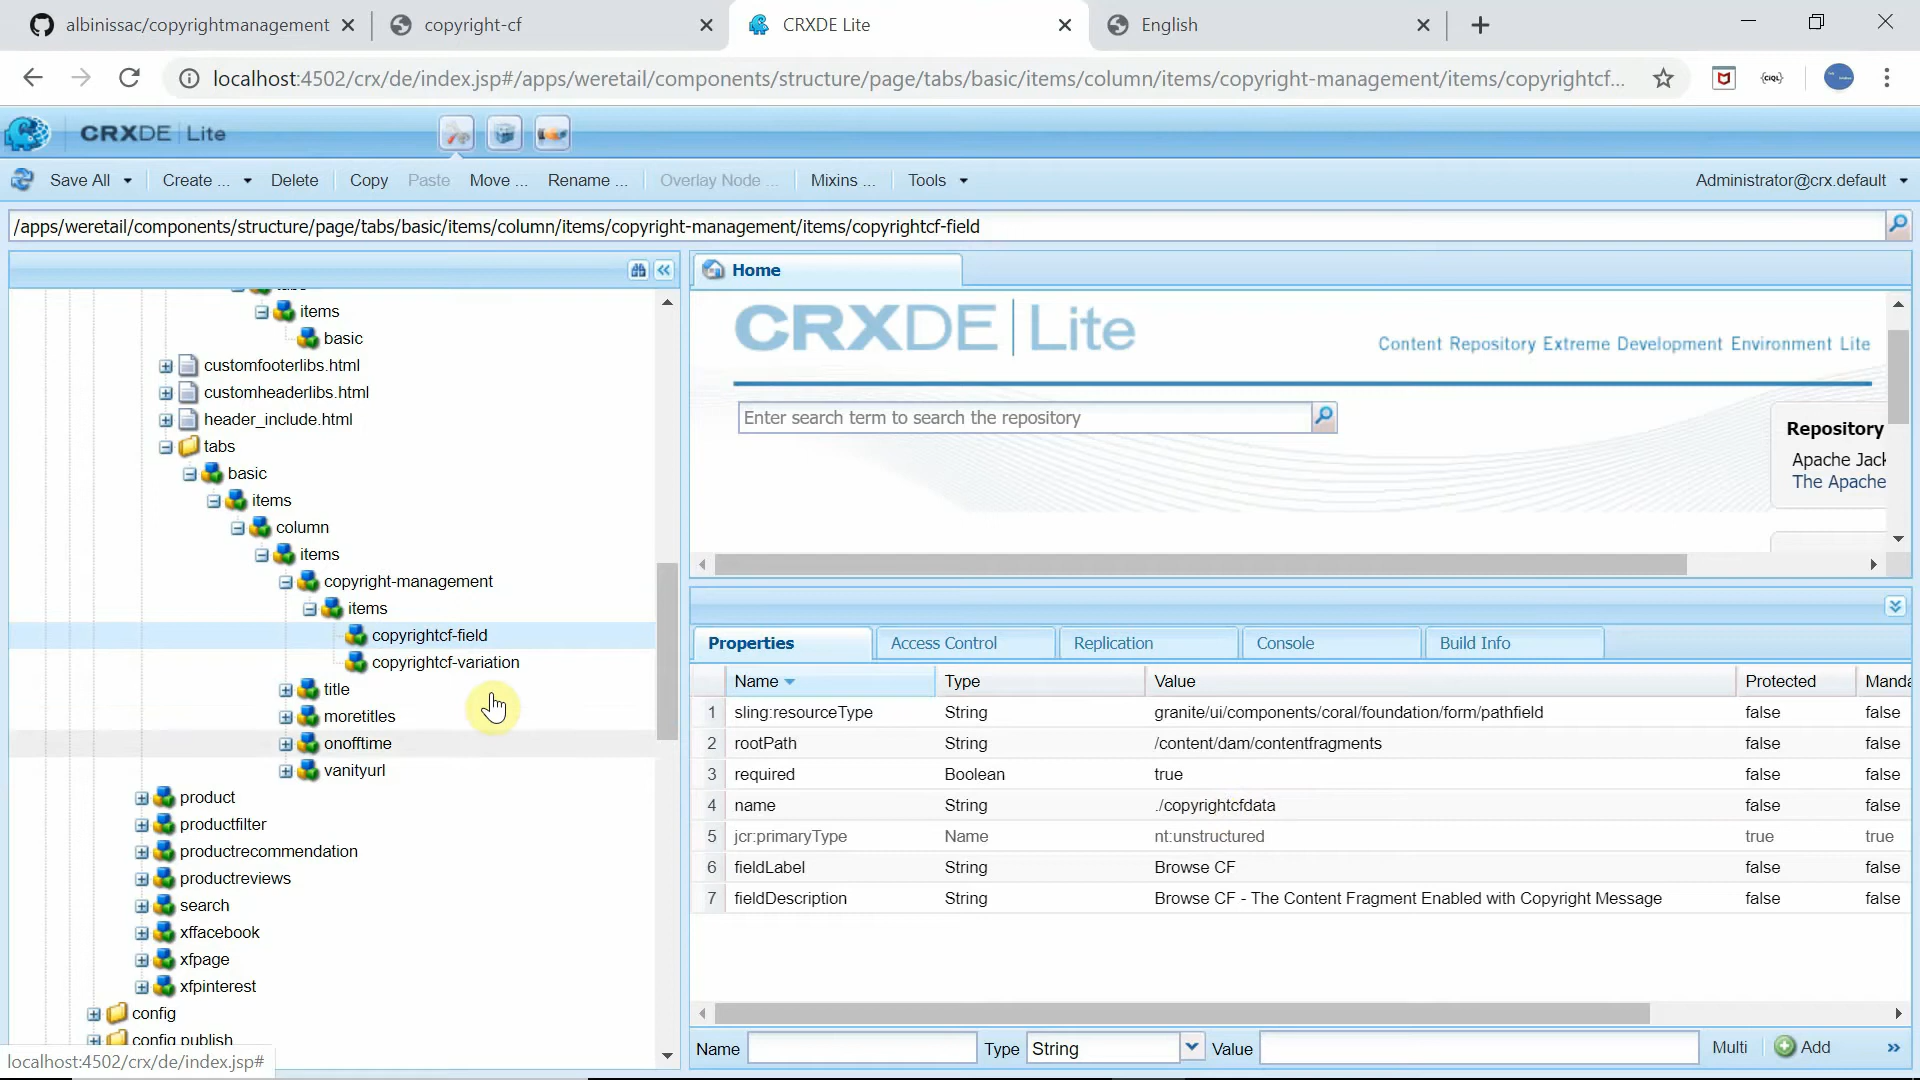 albinissac/copyrightmanagement
copyright-cf
CRXDE Lite
English
localhost:4502/crx/de/index.jsp#/apps/weretail/components/structure/page/tabs/basic/items/column/items/copyright-management/items/copyrightcf...
CIQL
CRXDE | Lite
Save All
Create ...
Delete
Copy
Paste
Move ...
Rename ...
Overlay Node ...
Mixins ...
Tools
Administrator@crx.default
/apps/weretail/components/structure/page/tabs/basic/items/column/items/copyright-management/items/copyrightcf-field
tabs
items
basic
customfooterlibs.html
customheaderlibs.html
header_include.html
tabs
basic
items
column
items
copyright-management
items
copyrightcf-field
copyrightcf-variation
title
moretitles
onofftime
vanityurl
product
productfilter
productrecommendation
productreviews
search
xffacebook
xfpage
xfpinterest
config
config.publish
localhost:4502/crx/de/index.jsp#
Home
CRXDE | Lite
Content Repository Extreme Development Environment Lite
Enter search term to search the repository
Repository
Apache Jack
The Apache
Properties
Access Control
Replication
Console
Build Info
Name Type Value Protected Manda
1 sling:resourceType String granite/ui/components/coral/foundation/form/pathfield false false
2 rootPath String /content/dam/contentfragments false false
3 required Boolean true false false
4 name String ./copyrightcfdata false false
5 jcr:primaryType Name nt:unstructured true true
6 fieldLabel String Browse CF false false
7 fieldDescription String Browse CF - The Content Fragment Enabled with Copyright Message false false
Name Type String Value Multi Add